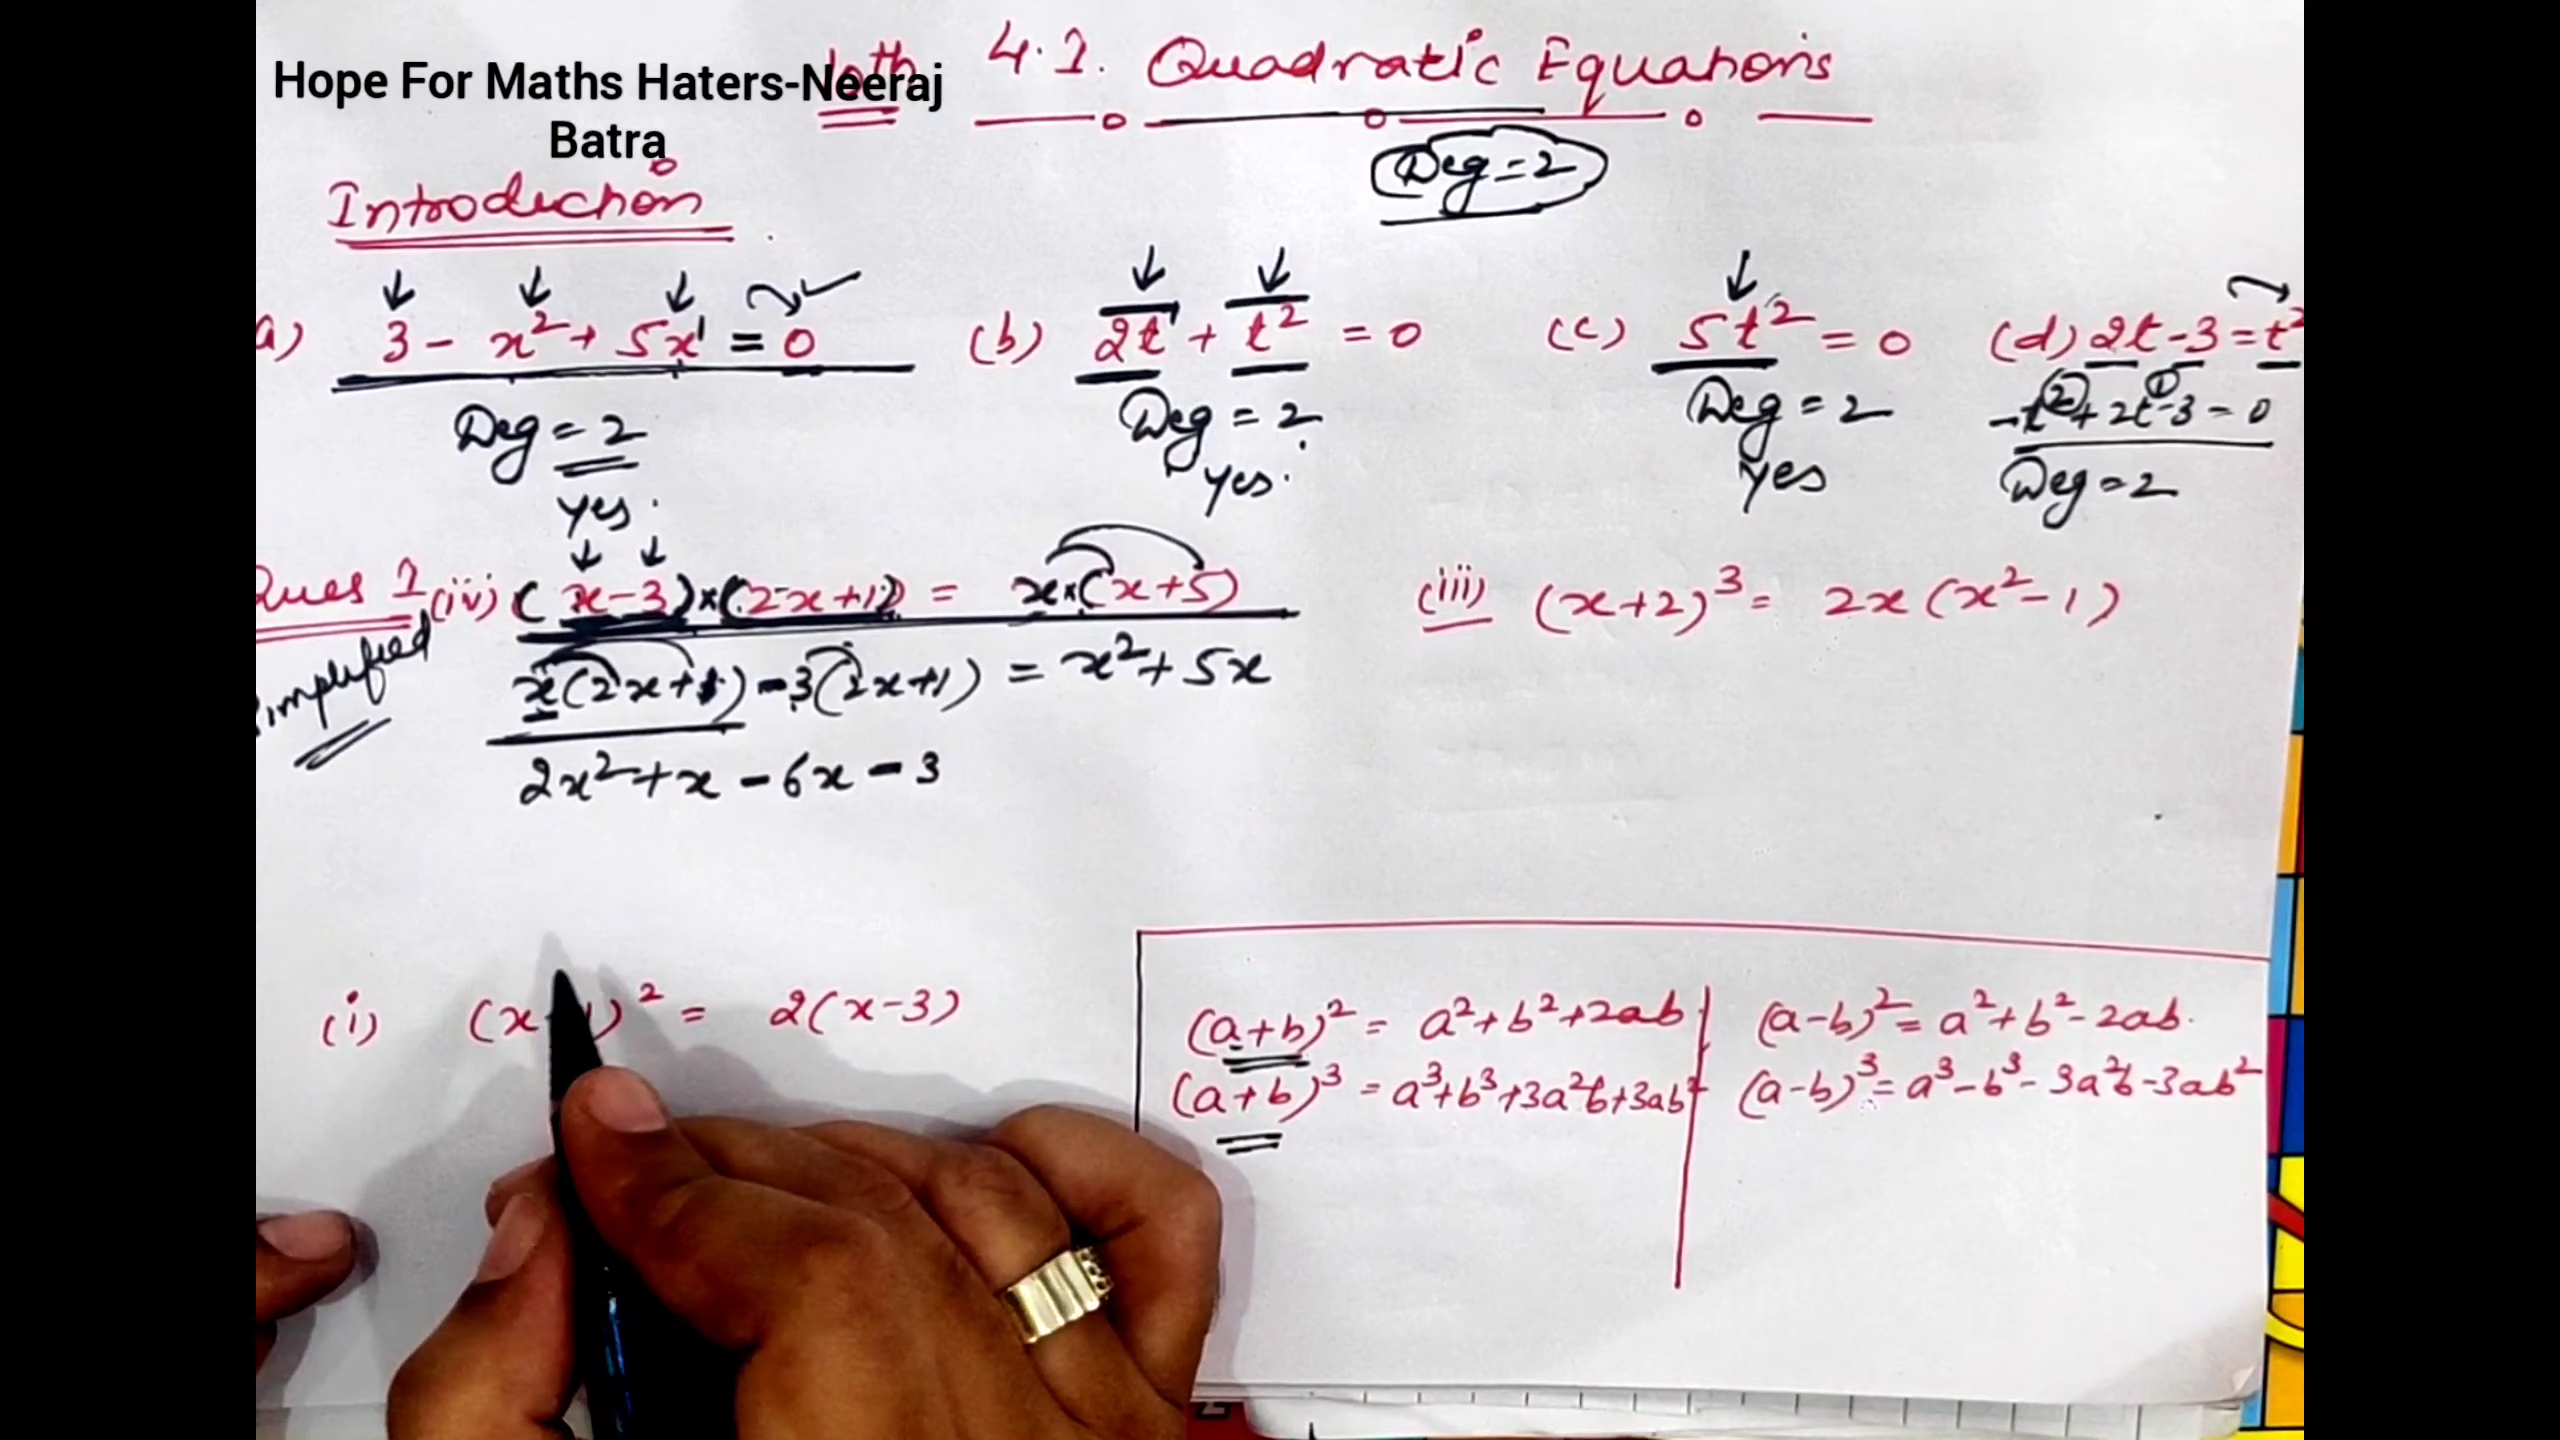 Hope For Maths Haters-Neeraj
Batra
10th 4.1. Quadratic Equations
Deg = 2
Introduction
a) 3 - x² + 5x¹ = 0
Deg = 2
yes.
(b) 2t¹ + t² = 0
Deg = 2
yes.
(c) 5t² = 0
Deg = 2
yes
(d) 2t - 3 = t²
-t² + 2t - 3 = 0
Deg = 2
Ques 1 (iv) (x-3)×(2x+1) = x×(x+5)
implified
x(2x+1) - 3(2x+1) = x² + 5x
2x² + x - 6x - 3
(iii) (x+2)³ = 2x(x²-1)
(i) (x 1)² = 2(x-3)
(a+b)² = a²+b²+2ab
(a+b)³ = a³+b³+3a²b+3ab²
(a-b)² = a²+b²-2ab.
(a-b)³ = a³-b³-3a²b-3ab²